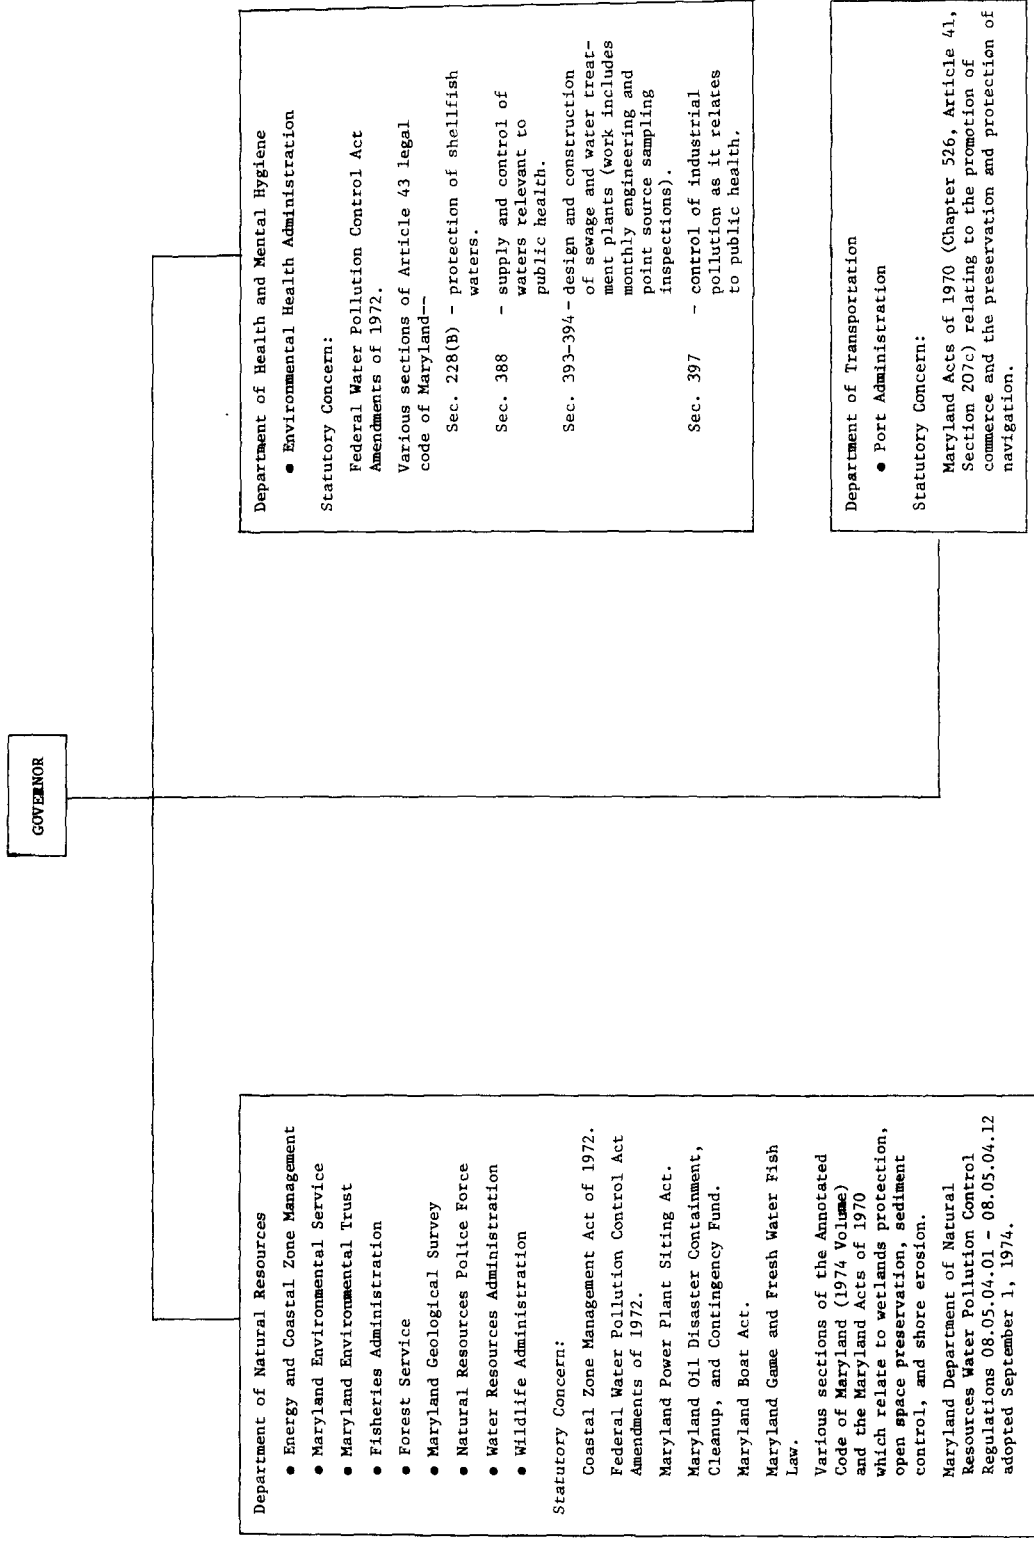 GOVERNOR
Department of Natural Resources
● Energy and Coastal Zone Management
● Maryland Environmental Service
● Maryland Environmental Trust
● Fisheries Administration
● Forest Service
● Maryland Geological Survey
● Natural Resources Police Force
● Water Resources Administration
● Wildlife Administration
Statutory Concern:
Coastal Zone Management Act of 1972.
Federal Water Pollution Control Act
Amendments of 1972.
Maryland Power Plant Siting Act.
Maryland Oil Disaster Containment,
Cleanup, and Contingency Fund.
Maryland Boat Act.
Maryland Game and Fresh Water Fish
Law.
Various sections of the Annotated
Code of Maryland (1974 Volume)
and the Maryland Acts of 1970
which relate to wetlands protection,
open space preservation, sediment
control, and shore erosion.
Maryland Department of Natural
Resources Water Pollution Control
Regulations 08.05.04.01 - 08.05.04.12
adopted September 1, 1974.
Department of Health and Mental Hygiene
● Environmental Health Administration
Statutory Concern:
Federal Water Pollution Control Act
Amendments of 1972.
Various sections of Article 43 legal
code of Maryland--
Sec. 228(B) - protection of shellfish
waters.
Sec. 388 - supply and control of
waters relevant to
public health.
Sec. 393-394 - design and construction
of sewage and water treat-
ment plants (work includes
monthly engineering and
point source sampling
inspections).
Sec. 397 - control of industrial
pollution as it relates
to public health.
Department of Transportation
● Port Administration
Statutory Concern:
Maryland Acts of 1970 (Chapter 526, Article 41,
Section 207c) relating to the promotion of
commerce and the preservation and protection of
navigation.